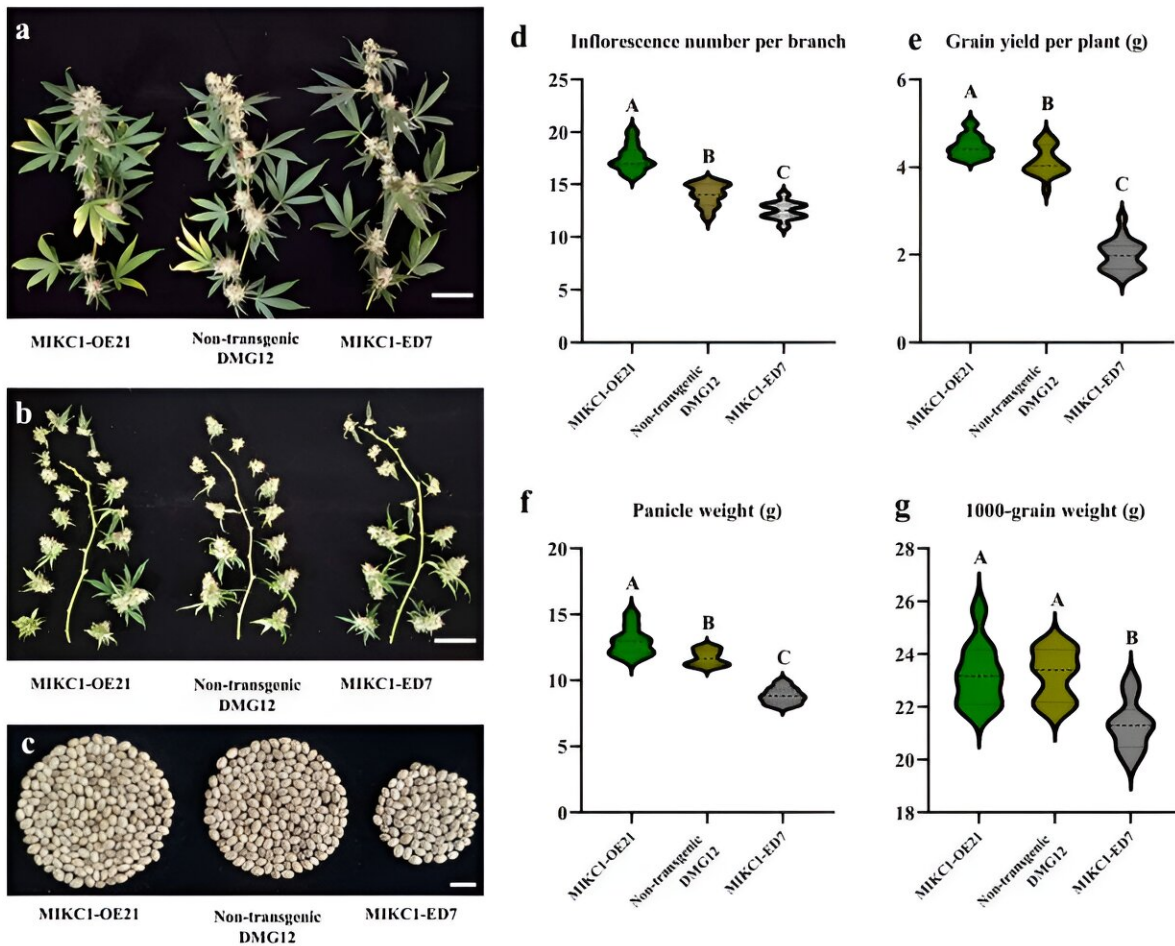 a
MIKC1-OE21
Non-transgenic
DMG12
MIKC1-ED7
b
MIKC1-OE21
Non-transgenic
DMG12
MIKC1-ED7
c
MIKC1-OE21
Non-transgenic
DMG12
MIKC1-ED7
d
Inflorescence number per branch
25
20
15
10
5
0
A
B
C
MIKC1-OE21
Non-transgenic
DMG12
MIKC1-ED7
e
Grain yield per plant (g)
6
4
2
0
A
B
C
MIKC1-OE21
Non-transgenic
DMG12
MIKC1-ED7
f
Panicle weight (g)
20
15
10
5
0
A
B
C
MIKC1-OE21
Non-transgenic
DMG12
MIKC1-ED7
g
1000-grain weight (g)
28
26
24
22
20
18
A
A
B
MIKC1-OE21
Non-transgenic
DMG12
MIKC1-ED7